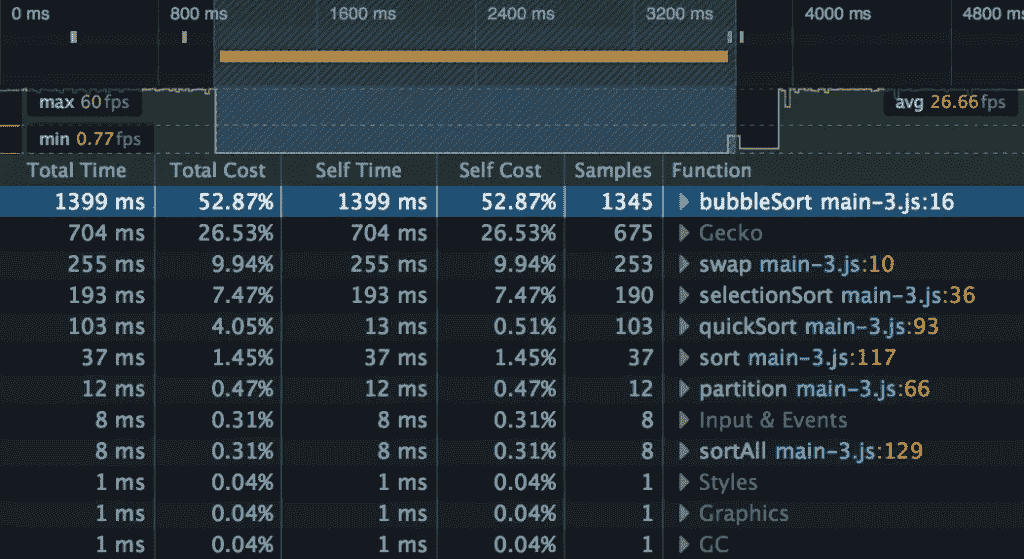 0 ms 800 ms 1600 ms 2400 ms 3200 ms 4000 ms 4800 ms
max 60fps avg 26.66fps
min 0.77fps
Total Time Total Cost Self Time Self Cost Samples Function
1399 ms 52.87% 1399 ms 52.87% 1345 bubbleSort main-3.js:16
704 ms 26.53% 704 ms 26.53% 675 Gecko
255 ms 9.94% 255 ms 9.94% 253 swap main-3.js:10
193 ms 7.47% 193 ms 7.47% 190 selectionSort main-3.js:36
103 ms 4.05% 13 ms 0.51% 103 quickSort main-3.js:93
37 ms 1.45% 37 ms 1.45% 37 sort main-3.js:117
12 ms 0.47% 12 ms 0.47% 12 partition main-3.js:66
8 ms 0.31% 8 ms 0.31% 8 Input & Events
8 ms 0.31% 8 ms 0.31% 8 sortAll main-3.js:129
1 ms 0.04% 1 ms 0.04% 1 Styles
1 ms 0.04% 1 ms 0.04% 1 Graphics
1 ms 0.04% 1 ms 0.04% 1 GC